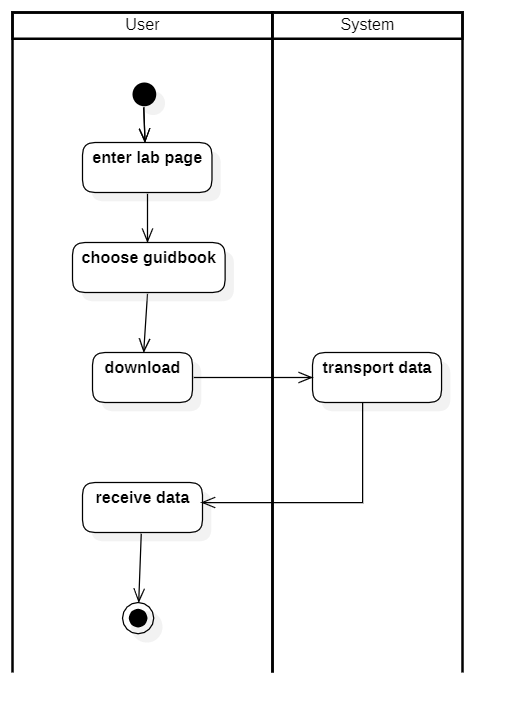 User
System
enter lab page
choose guidbook
download
transport data
receive data